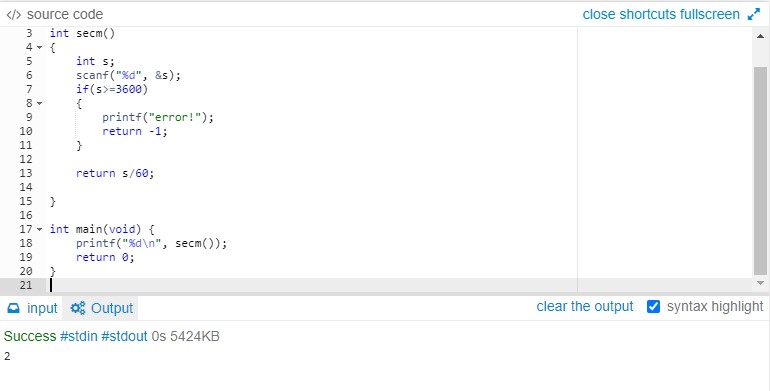 </> source code close shortcuts fullscreen
3 int secm()
4 {
5 int s;
6 scanf("%d", &s);
7 if(s>=3600)
8 {
9 printf("error!");
10 return -1;
11 }
12
13 return s/60;
14
15 }
16
17 int main(void) {
18 printf("%d\n", secm());
19 return 0;
20 }
21
input Output clear the output syntax highlight
Success #stdin #stdout 0s 5424KB
2